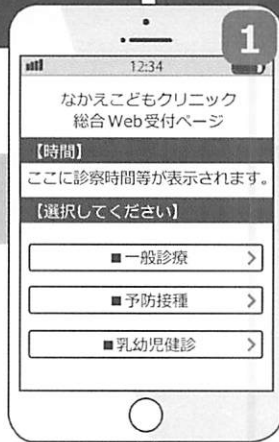 1
12:34
なかえこどもクリニック
総合Web受付ページ
【時間】
ここに診察時間等が表示されます。
【選択してください】
■一般診療 >
■予防接種 >
■乳幼児健診 >